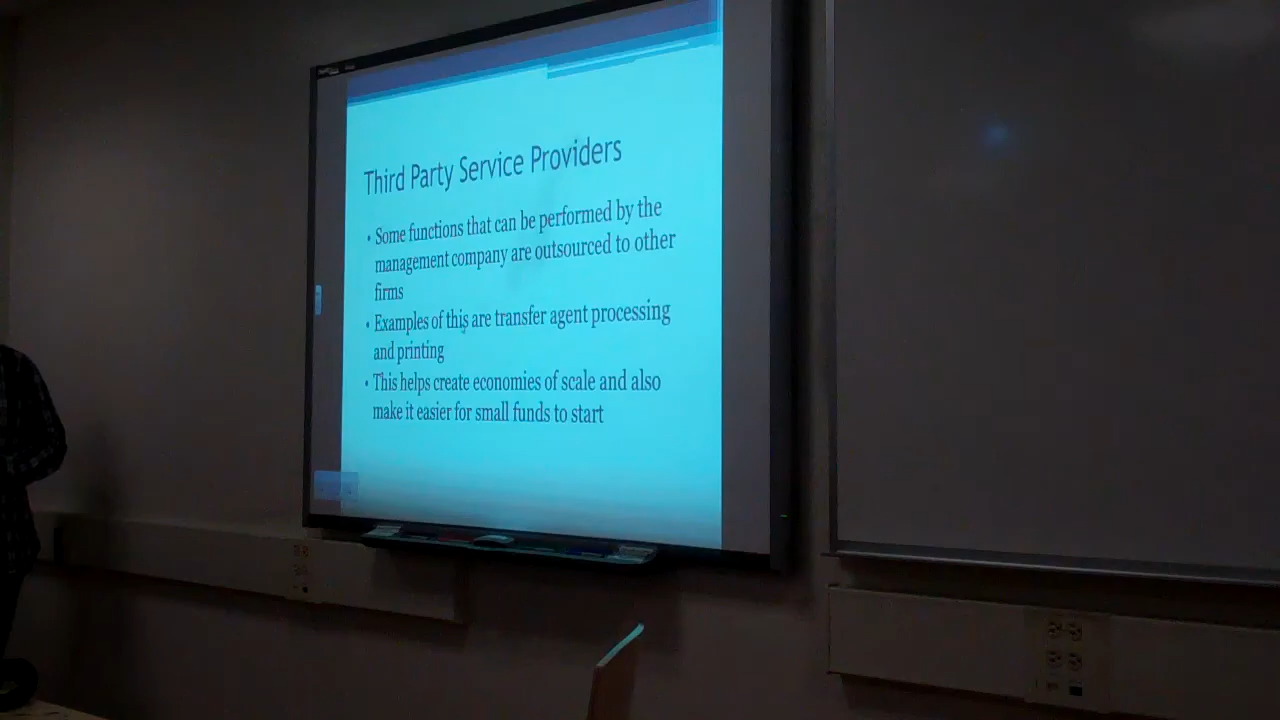 Third Party Service Providers
• Some functions that can be performed by the
management company are outsourced to other
firms
• Examples of this are transfer agent processing
and printing
• This helps create economies of scale and also
make it easier for small funds to start